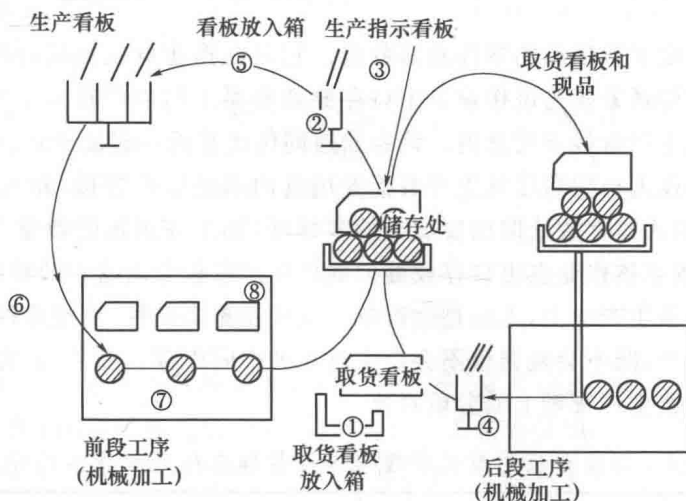 生产看板
看板放入箱
生产指示看板
⑤
③
取货看板和
现品
②
储存处
⑥
⑧
⑦
取货看板
①
④
前段工序
(机械加工)
取货看板
放入箱
后段工序
(机械加工)